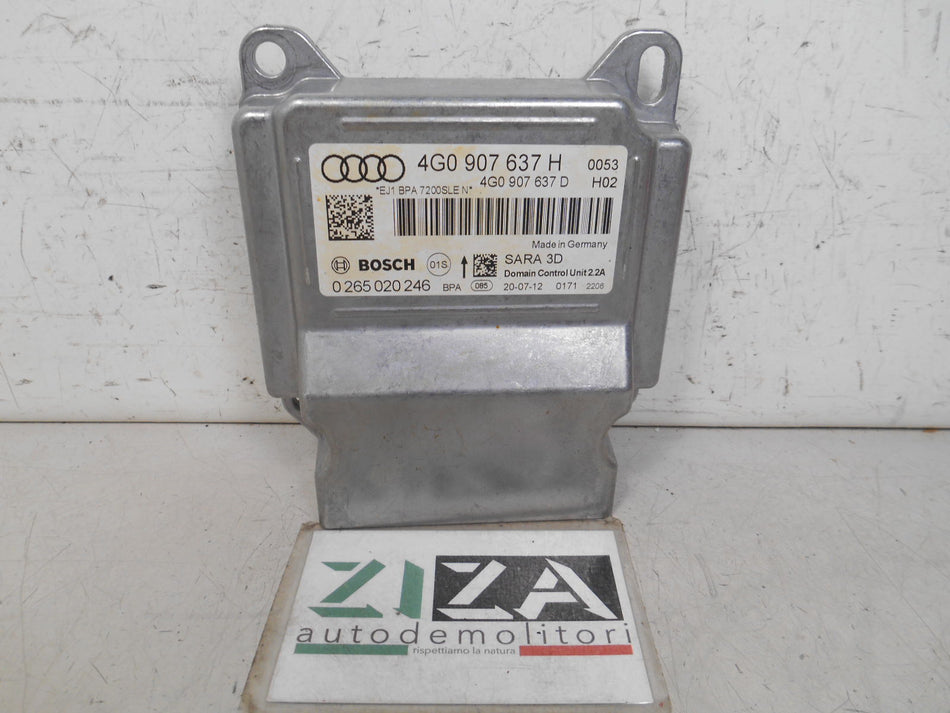 4G0 907 637 H 0053
4G0 907 637 D H02
*EJ1 BPA 7200SLE N*
Made in Germany
BOSCH 01S SARA 3D
Domain Control Unit 2.2A
0 265 020 246 BPA 085 20-07-12 0171 2206
ZIZA
autodemolitori
rispettiamo la natura